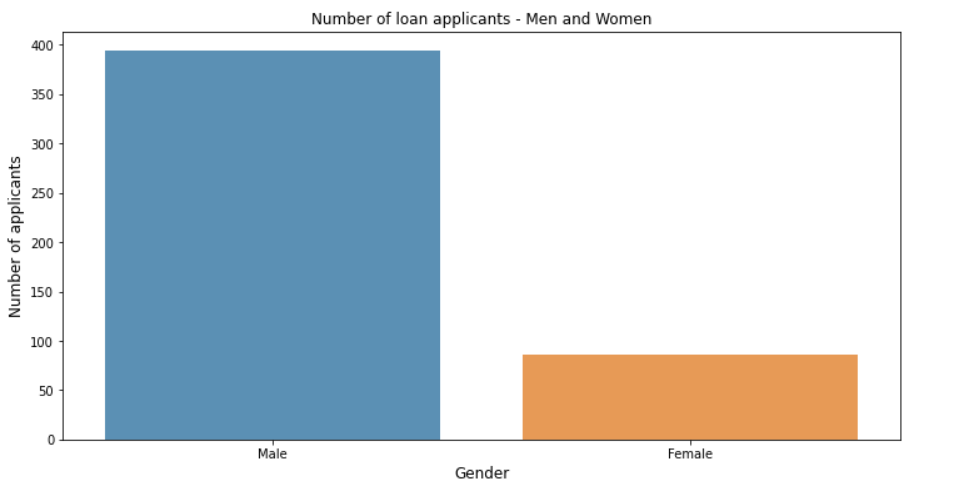 Number of loan applicants - Men and Women
Number of applicants
400
350
300
250
200
150
100
50
0
Male Female
Gender